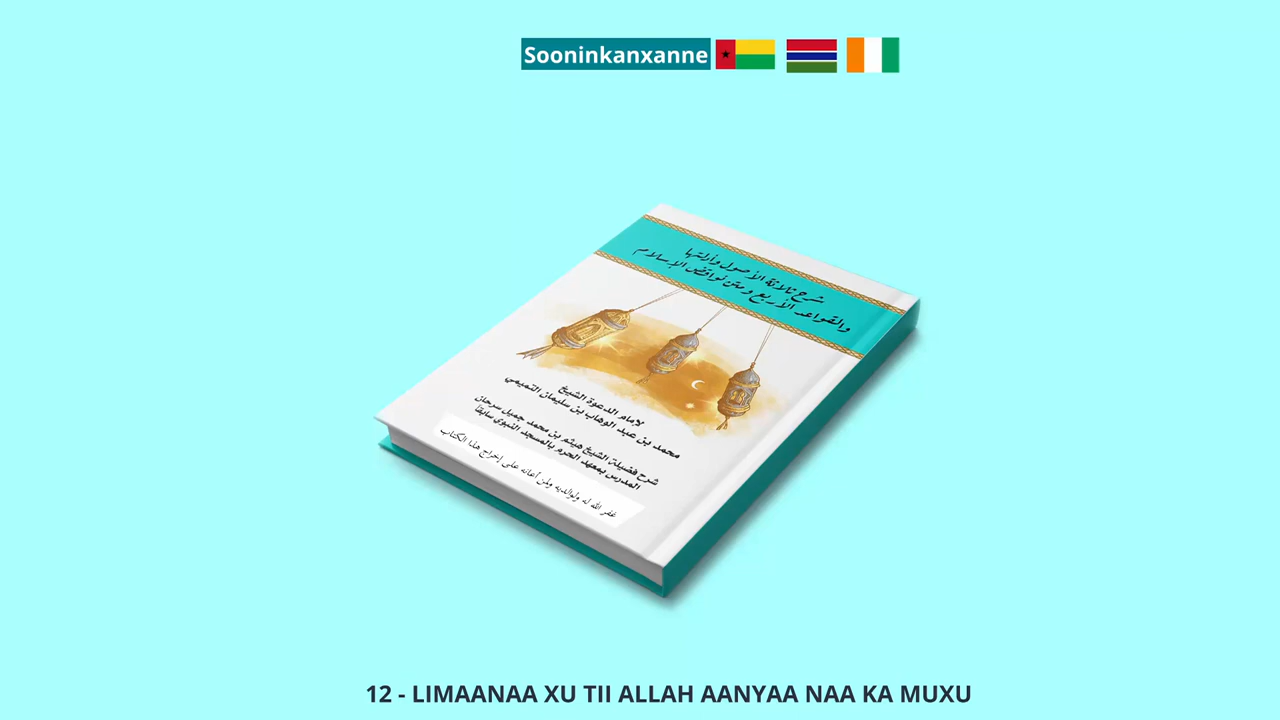 Sooninkanxanne
شرح ثلاثة الأصول وأدلتها
والقواعد الأربع و متن نواقض الإسلام
لإمام الدعوة الشيخ
محمد بن عبد الوهاب بن سليمان التميمي
شرح فضيلة الشيخ هيثم بن محمد جميل سرحان
المدرس بمعهد الحرم بالمسجد النبوي سابقا
غفر الله له ولوالديه ولمن أعانه على إخراج هذا الكتاب
12 - LIMAANAA XU TII ALLAH AANYAA NAA KA MUXU